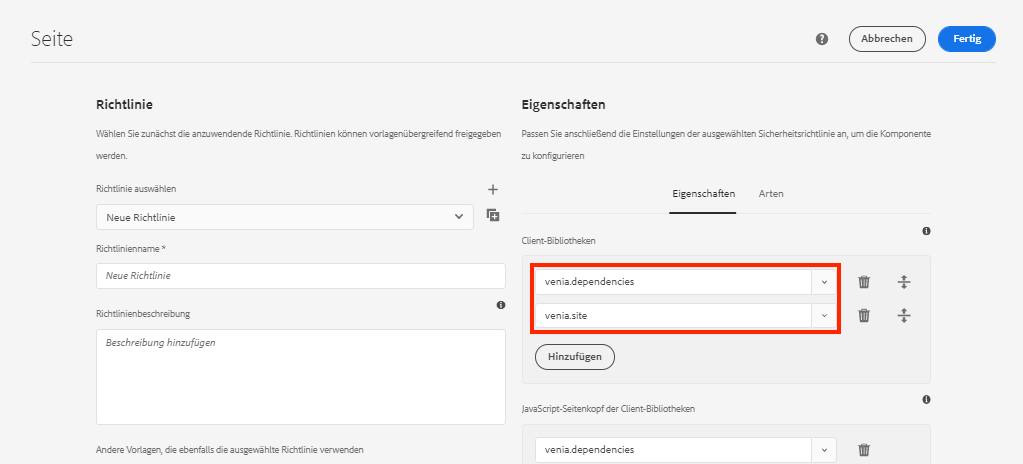 Seite
Abbrechen
Fertig
Richtlinie
Wählen Sie zunächst die anzuwendende Richtlinie. Richtlinien können vorlagenübergreifend freigegeben
werden.
Richtlinie auswählen
Neue Richtlinie
Richtlinienname *
Neue Richtlinie
Richtlinienbeschreibung
Beschreibung hinzufügen
Andere Vorlagen, die ebenfalls die ausgewählte Richtlinie verwenden
Eigenschaften
Passen Sie anschließend die Einstellungen der ausgewählten Sicherheitsrichtlinie an, um die Komponente
zu konfigurieren
Eigenschaften
Arten
Client-Bibliotheken
venia.dependencies
venia.site
Hinzufügen
JavaScript-Seitenkopf der Client-Bibliotheken
venia.dependencies